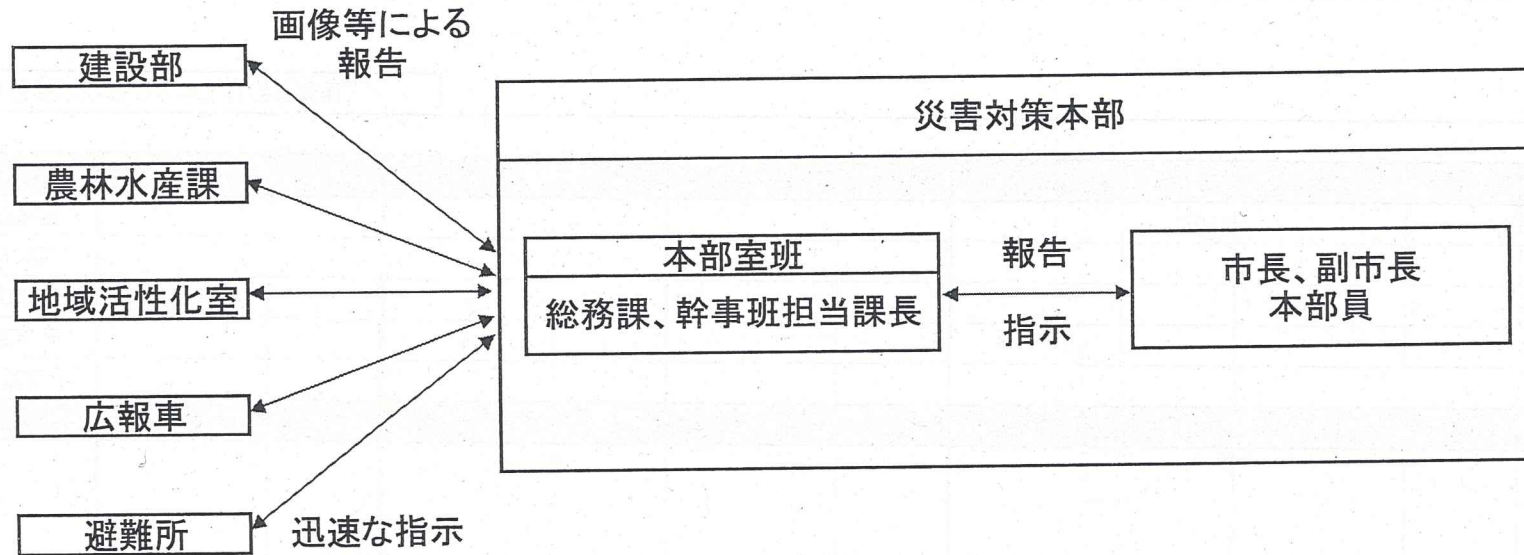 画像等による
報告
建設部
農林水産課
地域活性化室
広報車
避難所
迅速な指示
災害対策本部
本部室班
総務課、幹事班担当課長
報告
指示
市長、副市長
本部員